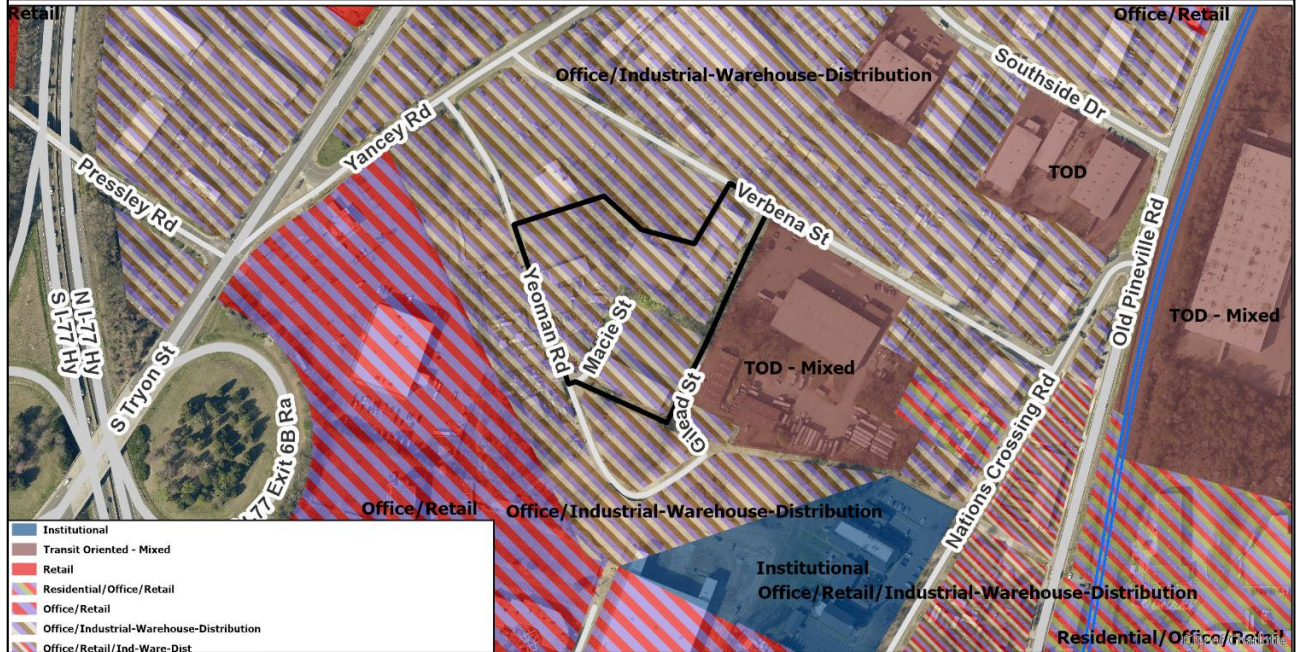 Retail
Office/Retail
Southside Dr
Office/Industrial-Warehouse-Distribution
Yancey Rd
TOD
Pressley Rd
Verbena St
Old Pineville Rd
S I-77 Hy
N I-77 Hy
Yeoman Rd
Macie St
TOD - Mixed
S Tryon St
TOD - Mixed
Gilead St
Nations Crossing Rd
I-77 Exit 6B Ra
Office/Retail
Office/Industrial-Warehouse-Distribution
Institutional
Office/Retail/Industrial-Warehouse-Distribution
Residential/Office/Retail
Institutional
Transit Oriented - Mixed
Retail
Residential/Office/Retail
Office/Retail
Office/Industrial-Warehouse-Distribution
Office/Retail/Ind-Ware-Dist